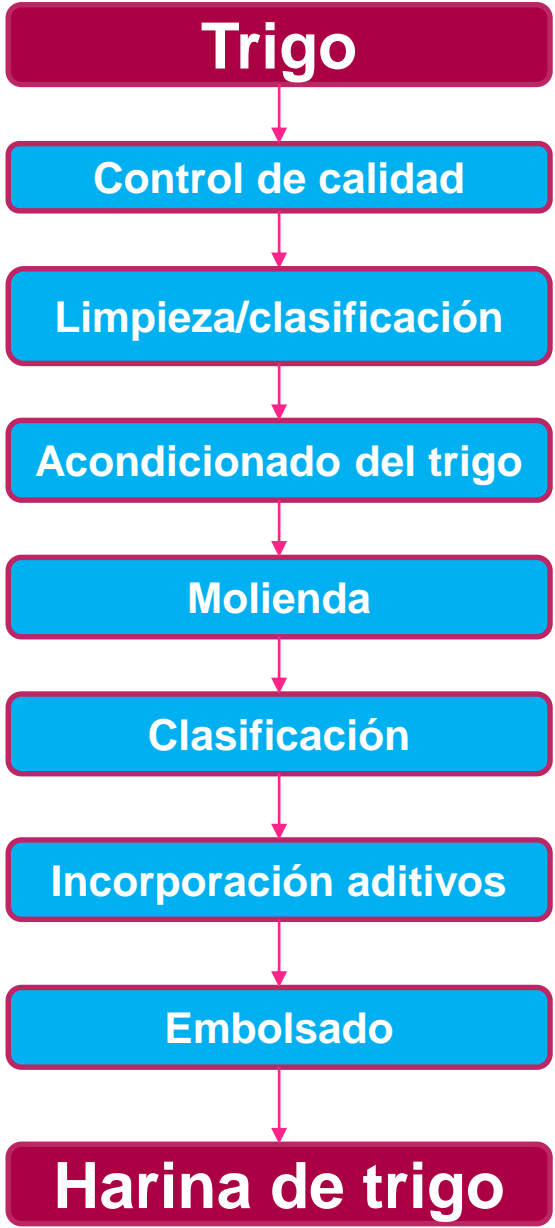 Trigo
Control de calidad
Limpieza/clasificación
Acondicionado del trigo
Molienda
Clasificación
Incorporación aditivos
Embolsado
Harina de trigo